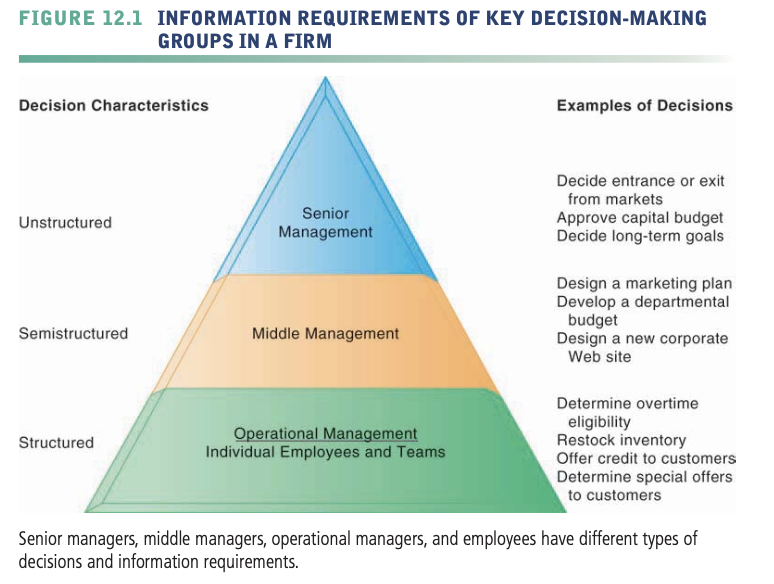 FIGURE 12.1 INFORMATION REQUIREMENTS OF KEY DECISION-MAKING
GROUPS IN A FIRM
Decision Characteristics
Examples of Decisions
Unstructured
Senior
Management
Decide entrance or exit
from markets
Approve capital budget
Decide long-term goals
Semistructured
Middle Management
Design a marketing plan
Develop a departmental
budget
Design a new corporate
Web site
Structured
Operational Management
Individual Employees and Teams
Determine overtime
eligibility
Restock inventory
Offer credit to customers
Determine special offers
to customers
Senior managers, middle managers, operational managers, and employees have different types of
decisions and information requirements.